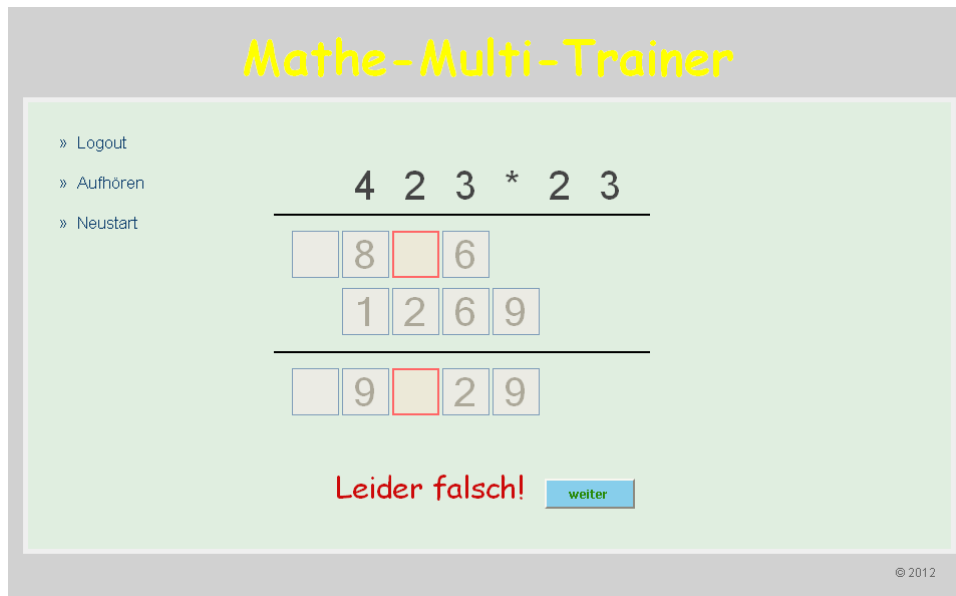 Mathe-Multi-Trainer
» Logout
» Aufhören
» Neustart
4 2 3 * 2 3
8 6
1 2 6 9
9 2 9
Leider falsch!
weiter
© 2012